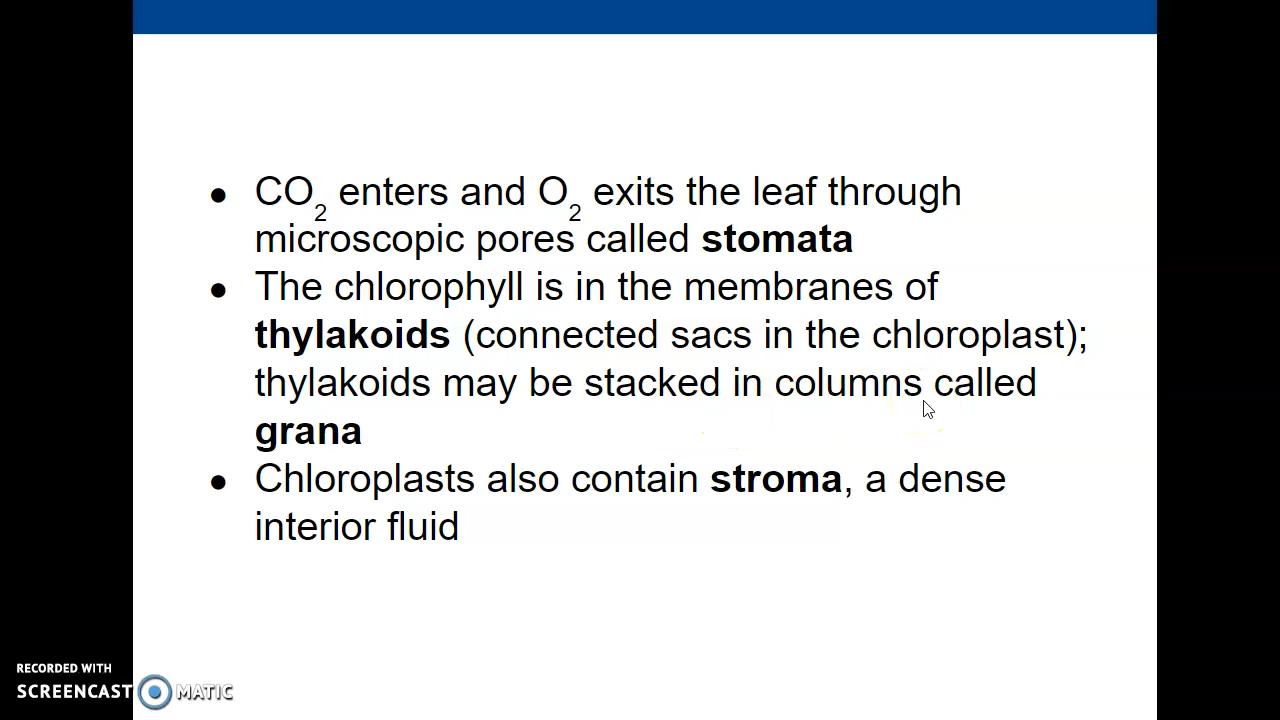 ● CO₂ enters and O₂ exits the leaf through
microscopic pores called stomata
● The chlorophyll is in the membranes of
thylakoids (connected sacs in the chloroplast);
thylakoids may be stacked in columns called
grana
● Chloroplasts also contain stroma, a dense
interior fluid
RECORDED WITH
SCREENCAST MATIC